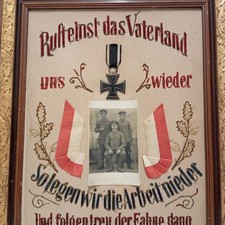 Ruft einst das Vaterland
uns wieder
So legen wir die Arbeit nieder
Und folgen treu der Fahne dann